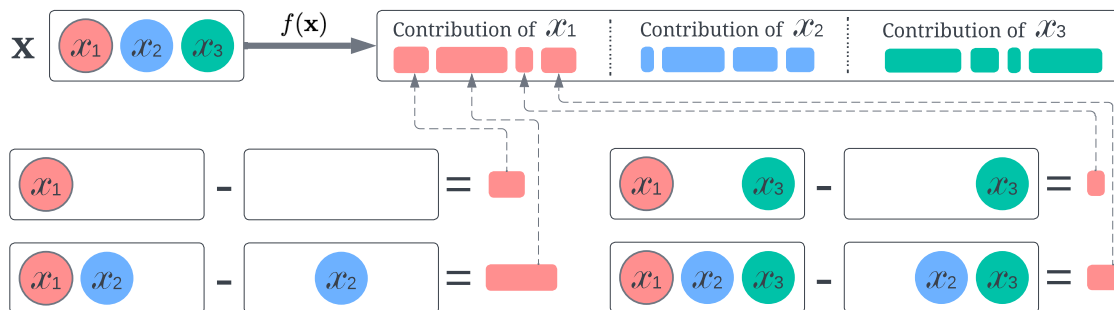 x x1 x2 x3 f(x) Contribution of x1 Contribution of x2 Contribution of x3
x1 - = x1 x3 - x3 =
x1 x2 - x2 = x1 x2 x3 - x2 x3 =